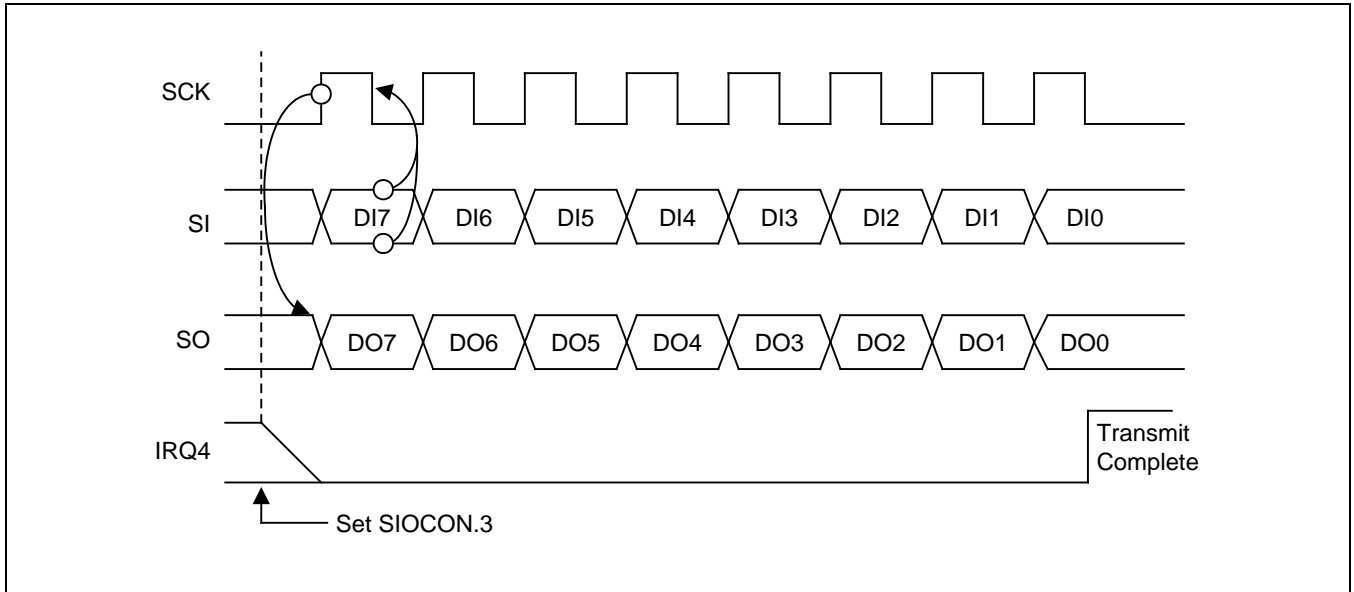 SCK
SI
DI7 DI6 DI5 DI4 DI3 DI2 DI1 DI0
SO
DO7 DO6 DO5 DO4 DO3 DO2 DO1 DO0
IRQ4
Transmit
Complete
Set SIOCON.3